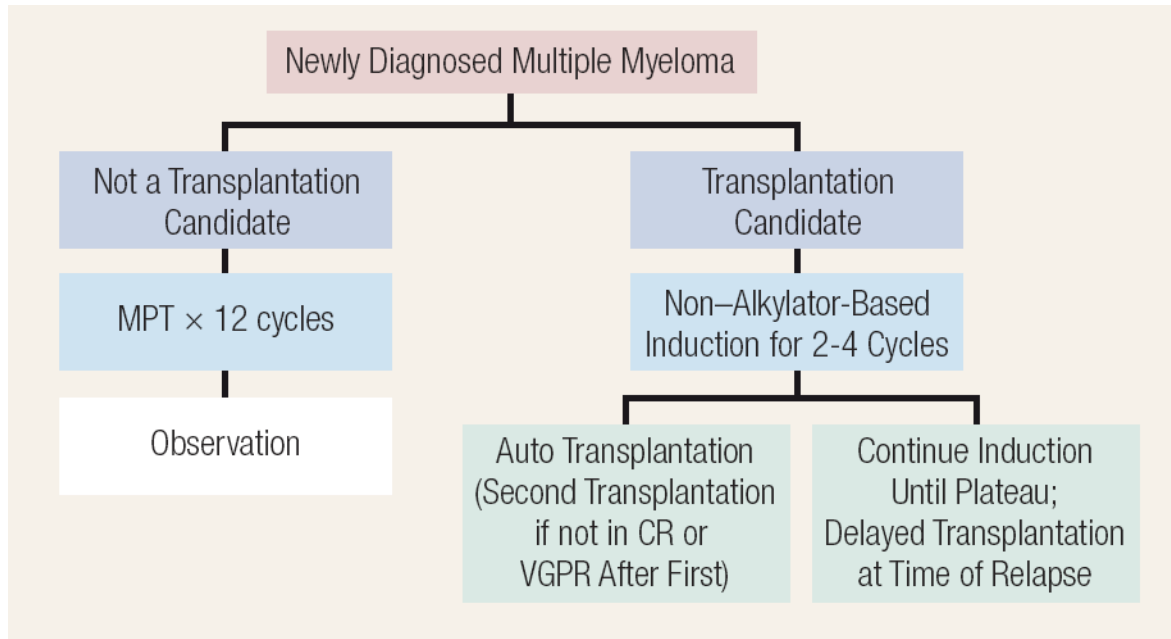 Newly Diagnosed Multiple Myeloma
Not a Transplantation
Candidate
Transplantation
Candidate
MPT × 12 cycles
Non–Alkylator-Based
Induction for 2-4 Cycles
Observation
Auto Transplantation
(Second Transplantation
if not in CR or
VGPR After First)
Continue Induction
Until Plateau;
Delayed Transplantation
at Time of Relapse